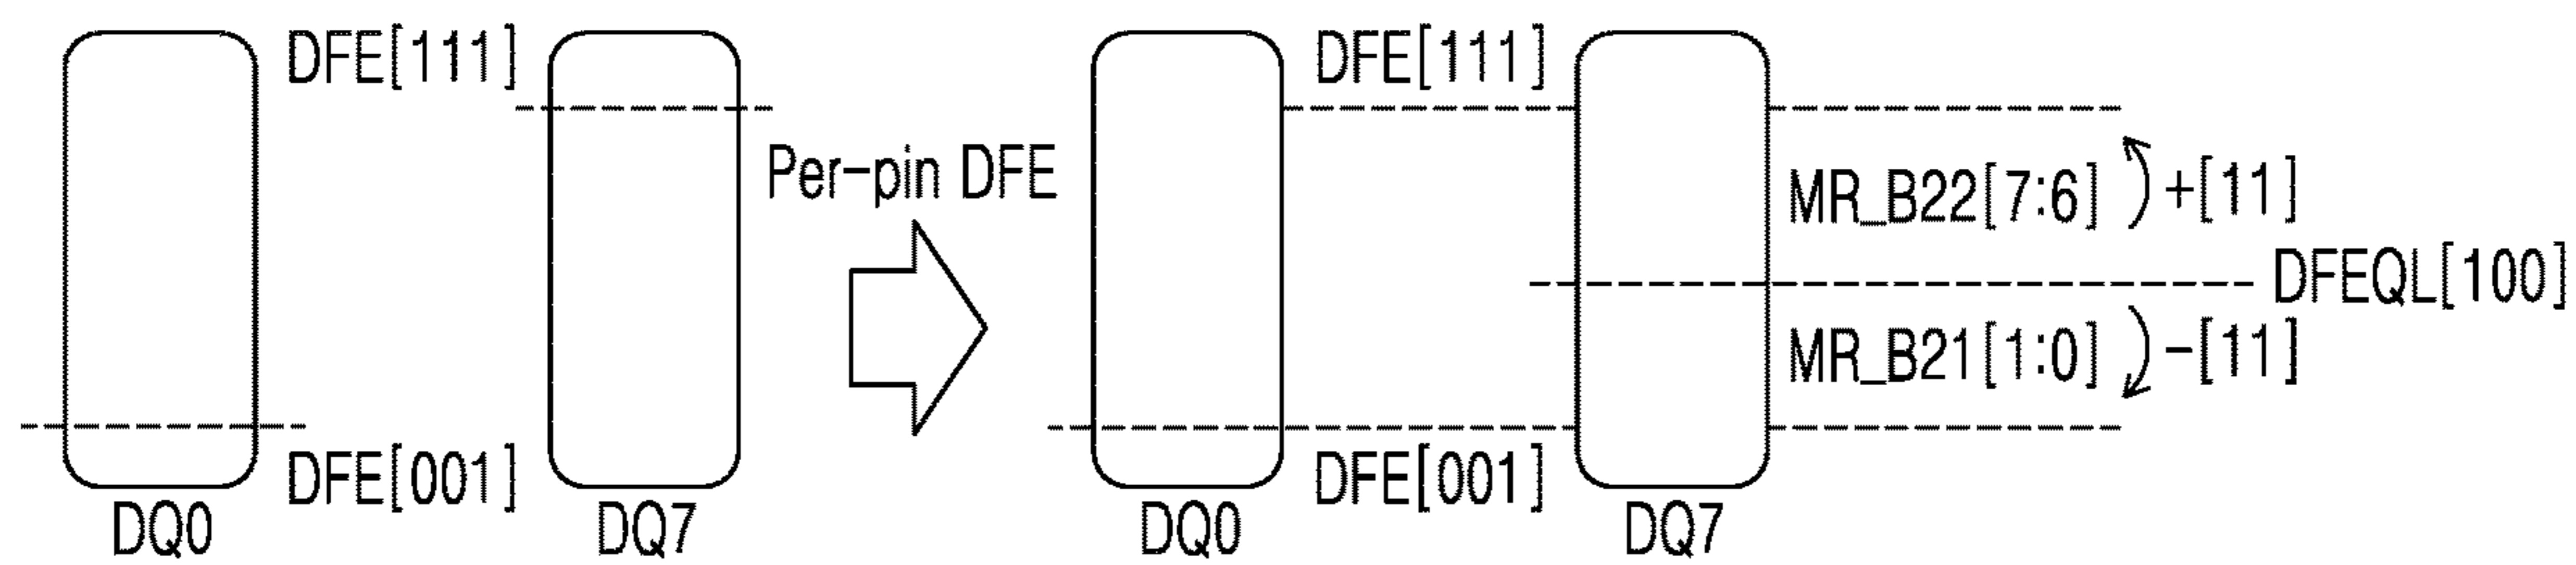 DFE[111]
DFE[001]
DQ0
DQ7
Per-pin DFE
DFE[111]
DFE[001]
DQ0
DQ7
MR_B22[7:6] +[11]
DFEQL[100]
MR_B21[1:0] -[11]